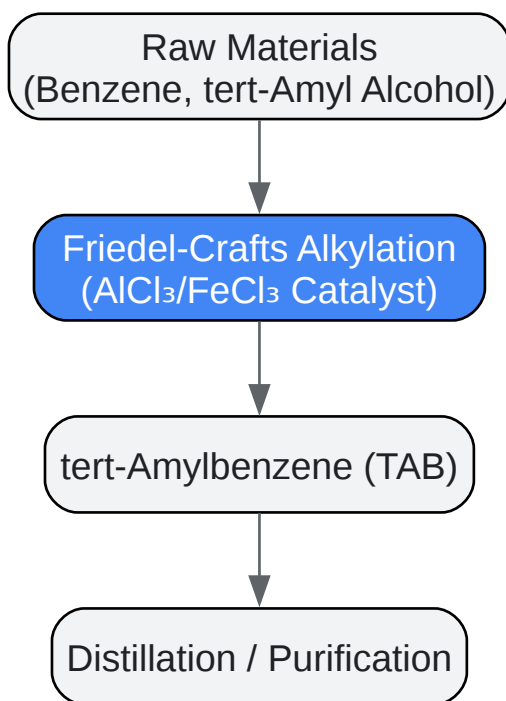 Raw Materials
(Benzene, tert-Amyl Alcohol)
Friedel-Crafts Alkylation
(AlCl₃/FeCl₃ Catalyst)
tert-Amylbenzene (TAB)
Distillation / Purification